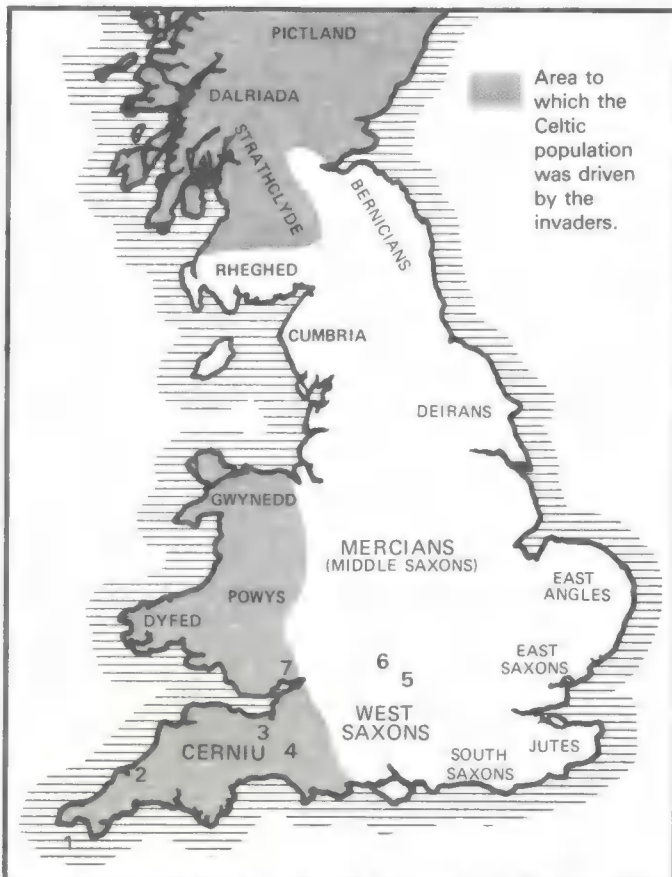 PICTLAND
DALRIADA
STRATHCLYDE
BERNICIANS
Area to
which the
Celtic
population
was driven
by the
invaders.
RHEGHED
CUMBRIA
DEIRANS
GWYNEDD
MERCIANS
(MIDDLE SAXONS)
EAST
ANGLES
POWYS
DYFED
EAST
SAXONS
7
6
5
WEST
SAXONS
3
CERNIU 4
SOUTH
SAXONS
JUTES
2
1